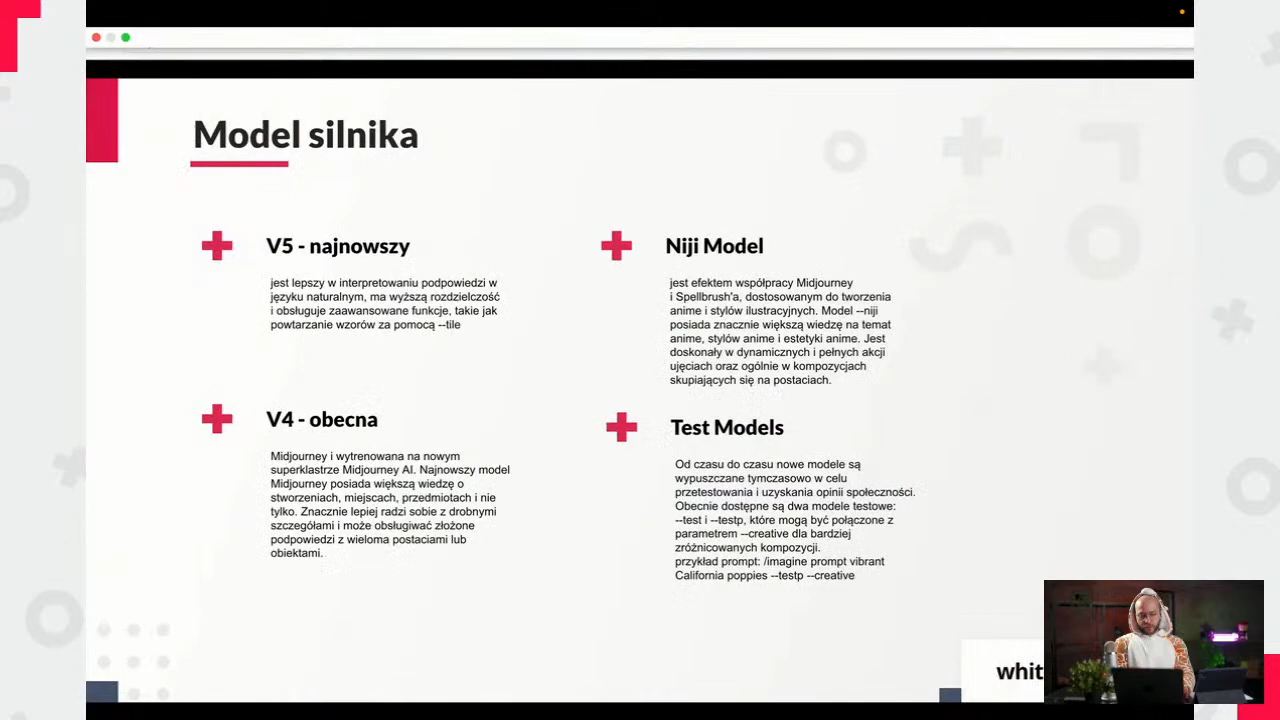 Model silnika
V5 - najnowszy
jest lepszy w interpretowaniu podpowiedzi w
języku naturalnym, ma wyższą rozdzielczość
i obsługuje zaawansowane funkcje, takie jak
powtarzanie wzorów za pomocą --tile
V4 - obecna
Midjourney i wytrenowana na nowym
superklastrze Midjourney AI. Najnowszy model
Midjourney posiada większą wiedzę o
stworzeniach, miejscach, przedmiotach i nie
tylko. Znacznie lepiej radzi sobie z drobnymi
szczegółami i może obsługiwać złożone
podpowiedzi z wieloma postaciami lub
obiektami.
Niji Model
jest efektem współpracy Midjourney
i Spellbrush'a, dostosowanym do tworzenia
anime i stylów ilustracyjnych. Model --niji
posiada znacznie większą wiedzę na temat
anime, stylów anime i estetyki anime. Jest
doskonały w dynamicznych i pełnych akcji
ujęciach oraz ogólnie w kompozycjach
skupiających się na postaciach.
Test Models
Od czasu do czasu nowe modele są
wypuszczane tymczasowo w celu
przetestowania i uzyskania opinii społeczności.
Obecnie dostępne są dwa modele testowe:
--test i --testp, które mogą być połączone z
parametrem --creative dla bardziej
zróżnicowanych kompozycji.
przykład prompt: /imagine prompt vibrant
California poppies --testp --creative
whit